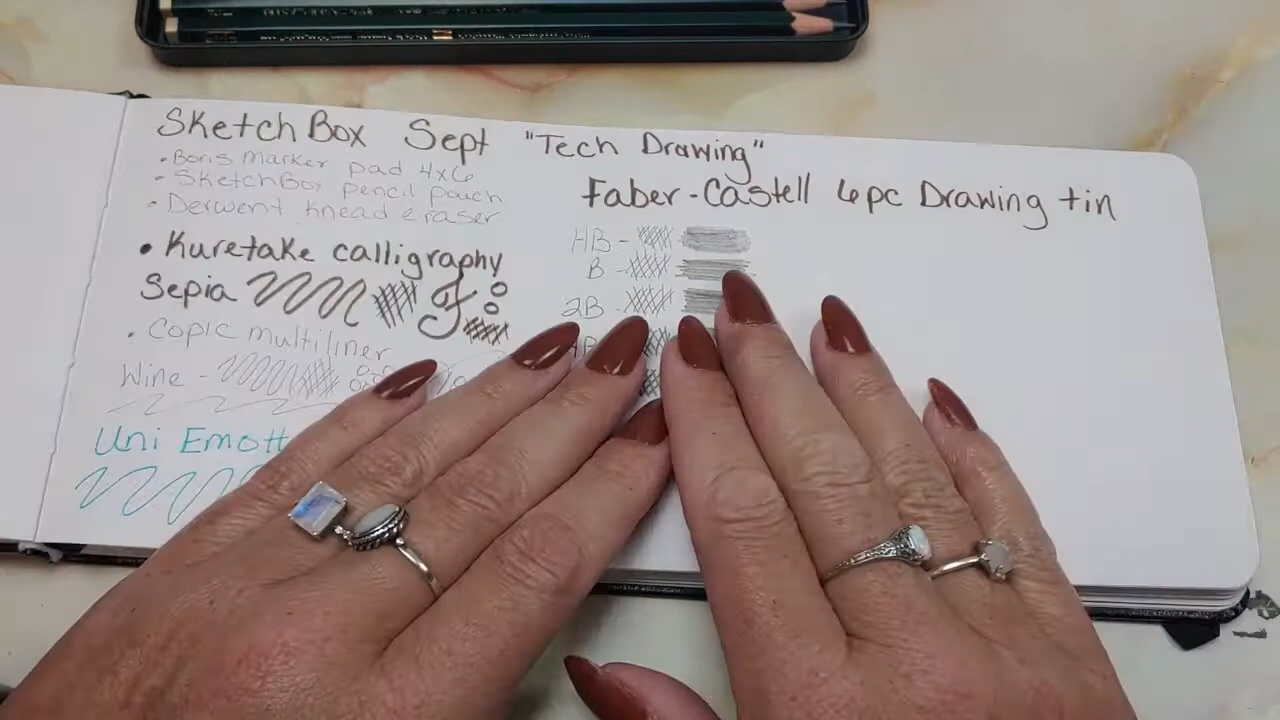 SketchBox Sept "Tech Drawing"
• Boris Marker pad 4x6
• SketchBox pencil pouch
• Derwent knead eraser
• Kuretake calligraphy
Sepia
• Copic multiliner
Wine -
Uni Emott
Faber-Castell 6pc Drawing tin
HB -
B -
2B -